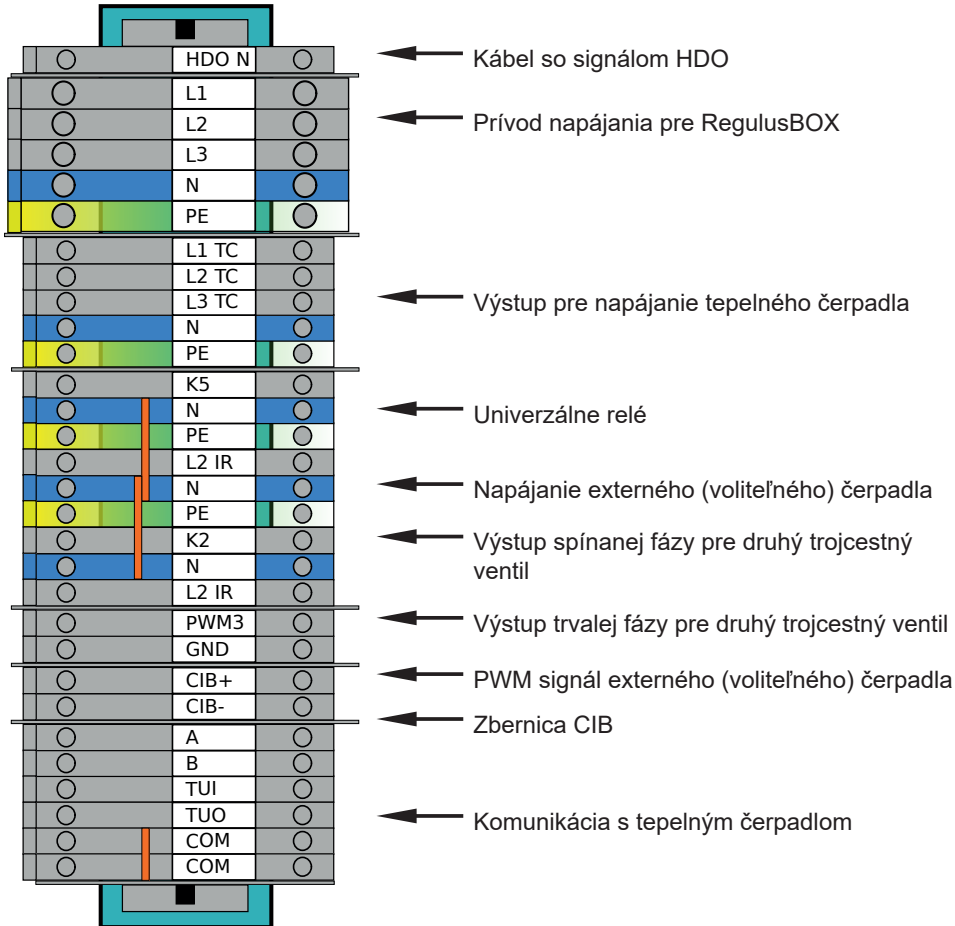 HDO N
Kábel so signálom HDO
L1
L2
Prívod napájania pre RegulusBOX
L3
N
PE
L1 TC
L2 TC
L3 TC
Výstup pre napájanie tepelného čerpadla
N
PE
K5
N
Univerzálne relé
PE
L2 IR
N
Napájanie externého (voliteľného) čerpadla
PE
K2
Výstup spínanej fázy pre druhý trojcestný
ventil
N
L2 IR
PWM3
Výstup trvalej fázy pre druhý trojcestný ventil
GND
CIB+
PWM signál externého (voliteľného) čerpadla
CIB-
Zbernica CIB
A
B
TUI
TUO
Komunikácia s tepelným čerpadlom
COM
COM